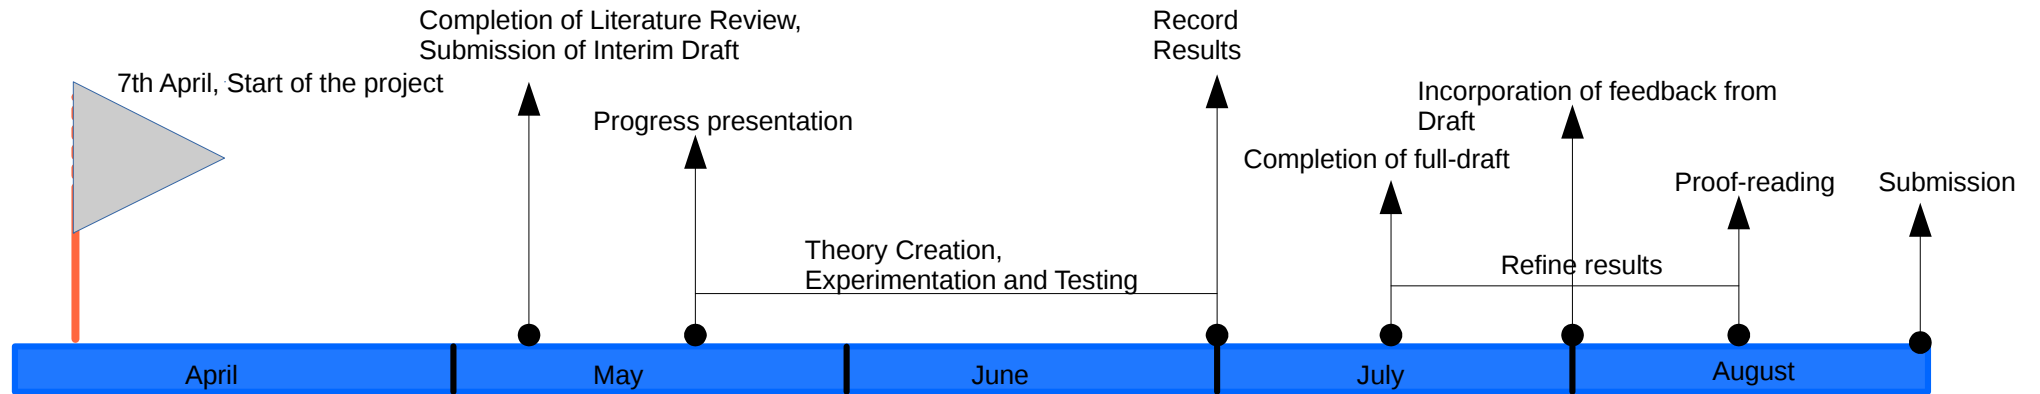 Completion of Literature Review,
Submission of Interim Draft
Record
Results
7th April, Start of the project
Incorporation of feedback from
Draft
Progress presentation
Completion of full-draft
Proof-reading
Submission
Theory Creation,
Experimentation and Testing
Refine results
April
May
June
July
August